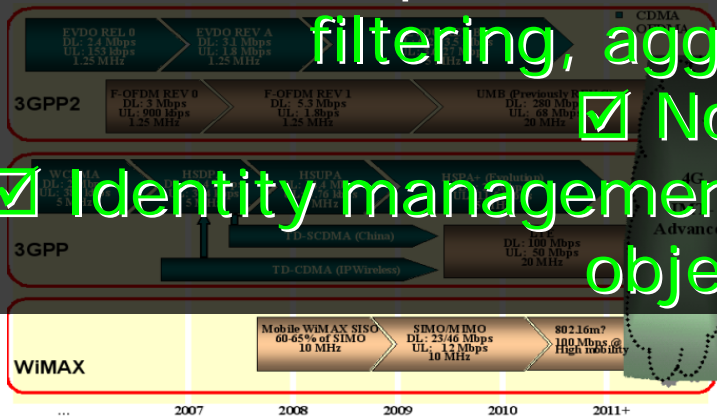 CDMA
EVDO REL 0
DL: 2.4 Mbps
UL: 153 kbps
1.25 MHz
EVDO REV A
DL: 3.1 Mbps
UL: 1.8 Mbps
1.25 MHz
filtering, agg
3GPP2
F-OFDM REV 0
DL: 3 Mbps
UL: 900 kbps
1.25 MHz
F-OFDM REV 1
DL: 5.3 Mbps
UL: 1.8bps
1.25 MHz
UMB (Previously
DL: 280
UL: 68
20 MHz
☑ No
HSUPA
HSPA+ (Evolution)
4G
☑ Identity managemen
Advance
3GPP
TD-SCDMA (China)
TD-CDMA (IPWireless)
DL: 100 Mbps
UL: 50 Mbps
20 MHz
obje
WiMAX
Mobile WiMAX SISO
60-65% of SIMO
10 MHz
SIMO/MIMO
DL: 23/46 Mbps
UL: 12 Mbps
10 MHz
802.16m?
100 Mbps @
High mobility
...
2007
2008
2009
2010
2011+